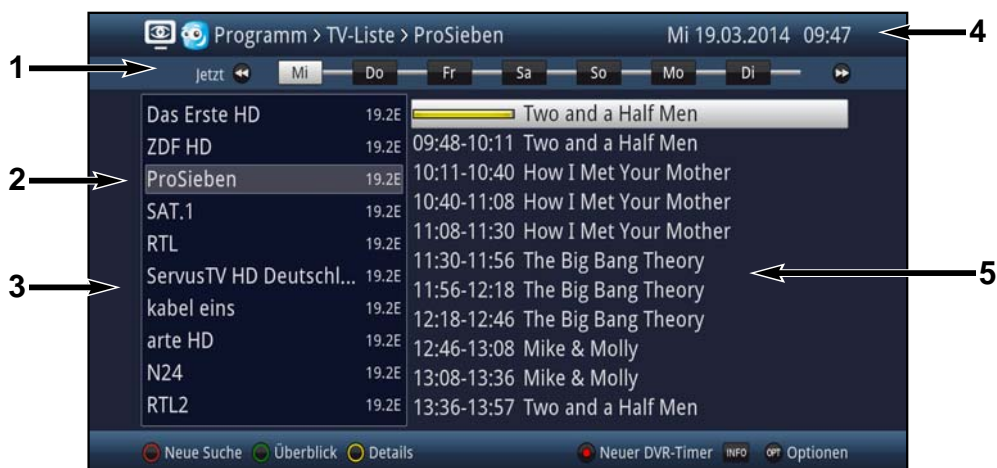 Programm > TV-Liste > ProSieben Mi 19.03.2014 09:47
4
1
Jetzt Mi Do Fr Sa So Mo Di
Das Erste HD 19.2E Two and a Half Men
ZDF HD 19.2E 09:48-10:11 Two and a Half Men
2
ProSieben 19.2E 10:11-10:40 How I Met Your Mother
SAT.1 19.2E 10:40-11:08 How I Met Your Mother
RTL 19.2E 11:08-11:30 How I Met Your Mother
3
ServusTV HD Deutschl... 19.2E 11:30-11:56 The Big Bang Theory
5
kabel eins 19.2E 11:56-12:18 The Big Bang Theory
12:18-12:46 The Big Bang Theory
arte HD 19.2E 12:46-13:08 Mike & Molly
N24 19.2E 13:08-13:36 Mike & Molly
RTL2 19.2E 13:36-13:57 Two and a Half Men
Neue Suche Überblick Details Neuer DVR-Timer INFO OPT Optionen